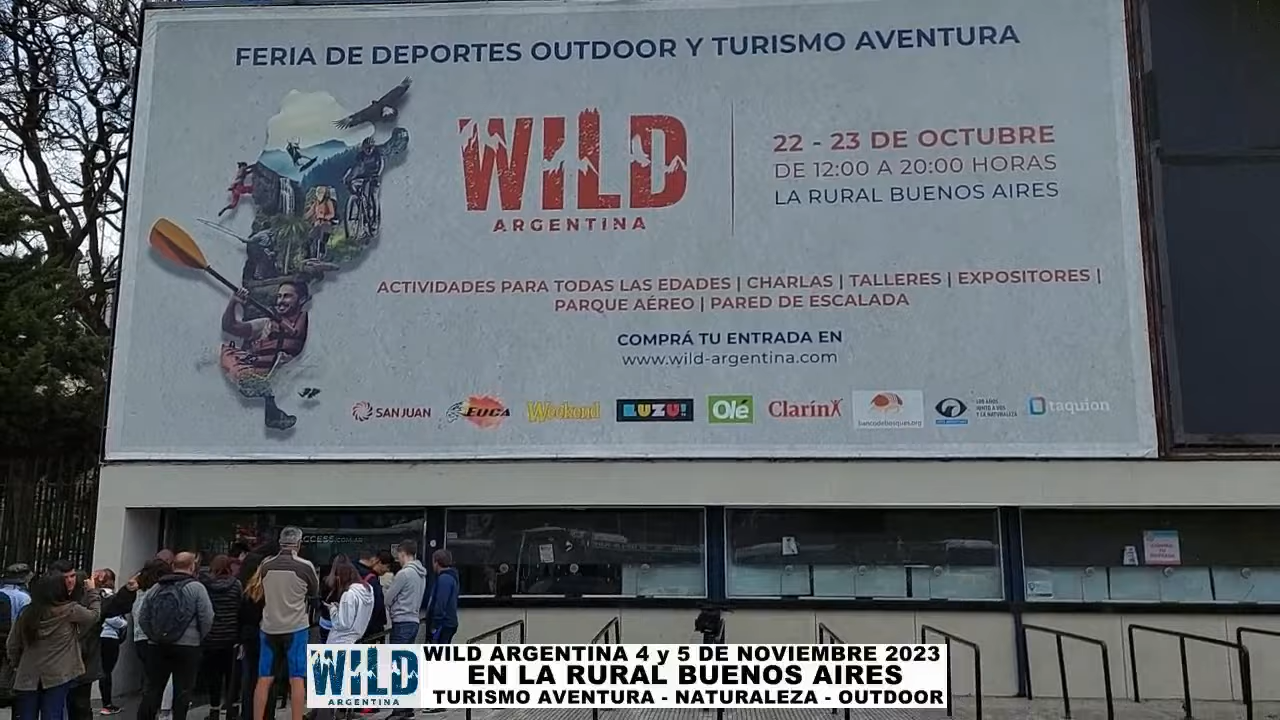 FERIA DE DEPORTES OUTDOOR Y TURISMO AVENTURA
WILD
ARGENTINA
22 - 23 DE OCTUBRE
DE 12:00 A 20:00 HORAS
LA RURAL BUENOS AIRES
ACTIVIDADES PARA TODAS LAS EDADES | CHARLAS | TALLERES | EXPOSITORES |
PARQUE AÉREO | PARED DE ESCALADA
COMPRÁ TU ENTRADA EN
www.wild-argentina.com
SAN JUAN
EUCA
Weekend
LUZU!
Olé
Clarín
bancodebosques.org
taquion
WILD
ARGENTINA
WILD ARGENTINA 4 y 5 DE NOVIEMBRE 2023
EN LA RURAL BUENOS AIRES
TURISMO AVENTURA - NATURALEZA - OUTDOOR